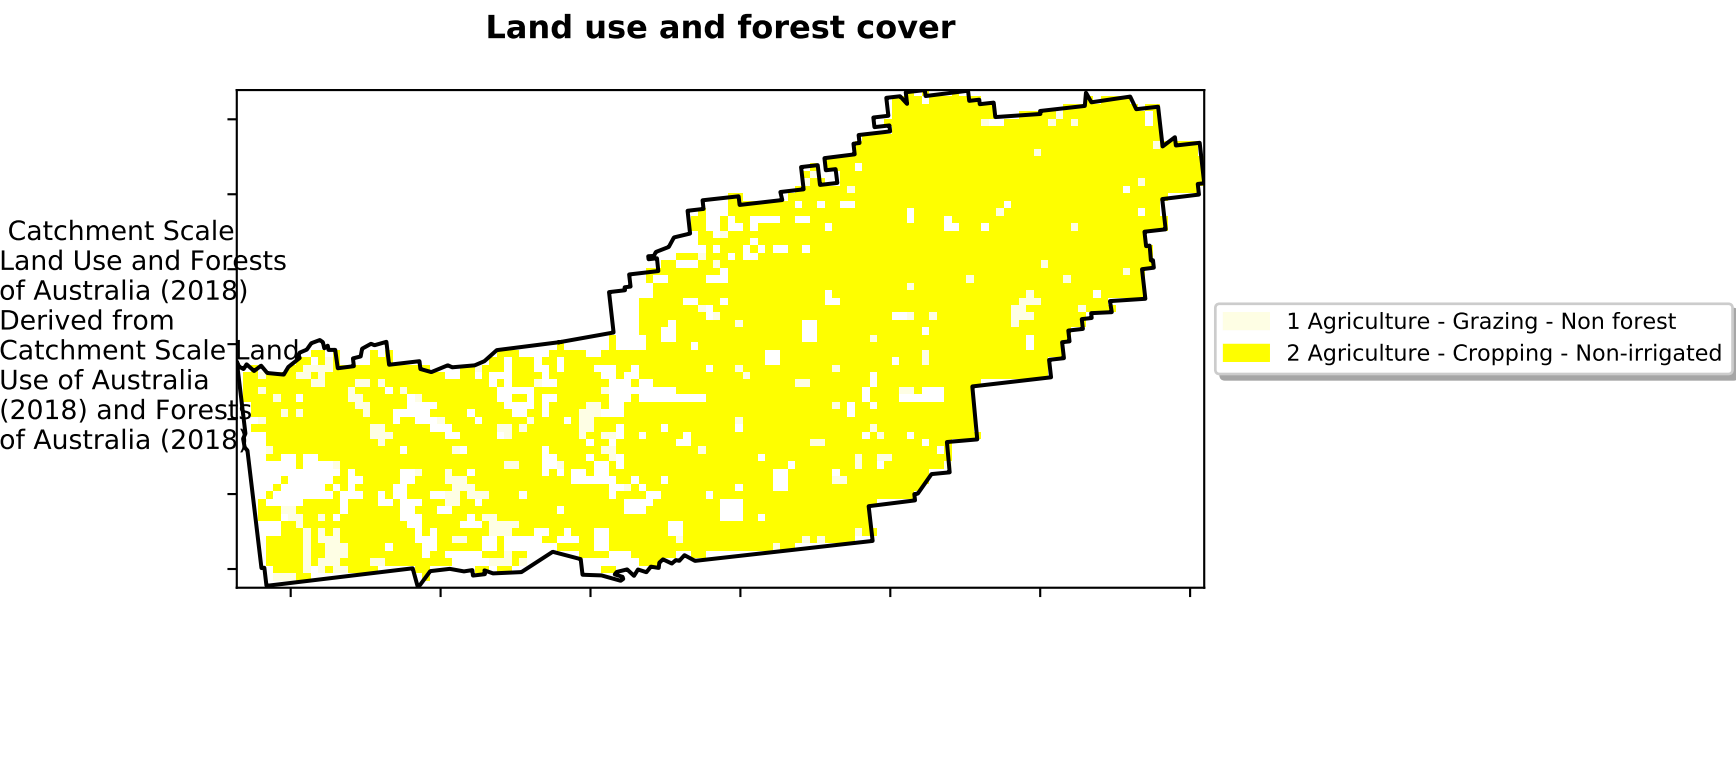 Land use and forest cover
Catchment Scale
Land Use and Forests
of Australia (2018)
Derived from
Catchment Scale Land
Use of Australia
(2018) and Forests
of Australia (2018)
1 Agriculture - Grazing - Non forest
2 Agriculture - Cropping - Non-irrigated